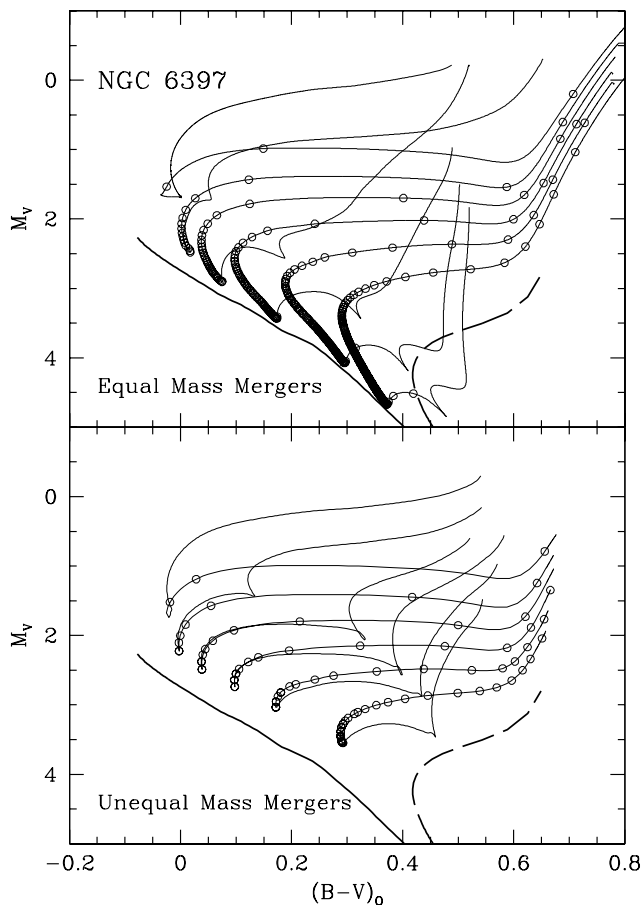 NGC 6397
0
2
4
M_V
Equal Mass Mergers
0
2
4
M_V
Unequal Mass Mergers
−0.2 0 0.2 0.4 0.6 0.8
(B−V)_o